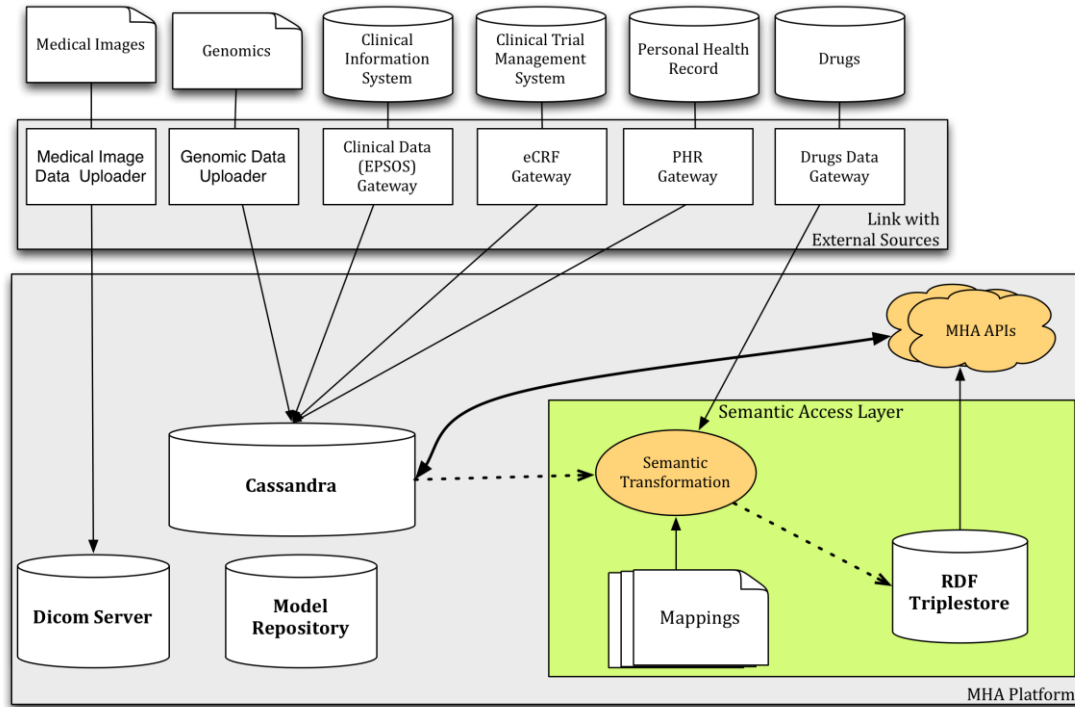 Medical Images
Genomics
Clinical
Information
System
Clinical Trial
Management
System
Personal Health
Record
Drugs
Medical Image
Data Uploader
Genomic Data
Uploader
Clinical Data
(EPSOS)
Gateway
eCRF
Gateway
PHR
Gateway
Drugs Data
Gateway
Link with
External Sources
MHA APIs
Semantic Access Layer
Cassandra
Semantic
Transformation
Dicom Server
Model
Repository
Mappings
RDF
Triplestore
MHA Platform